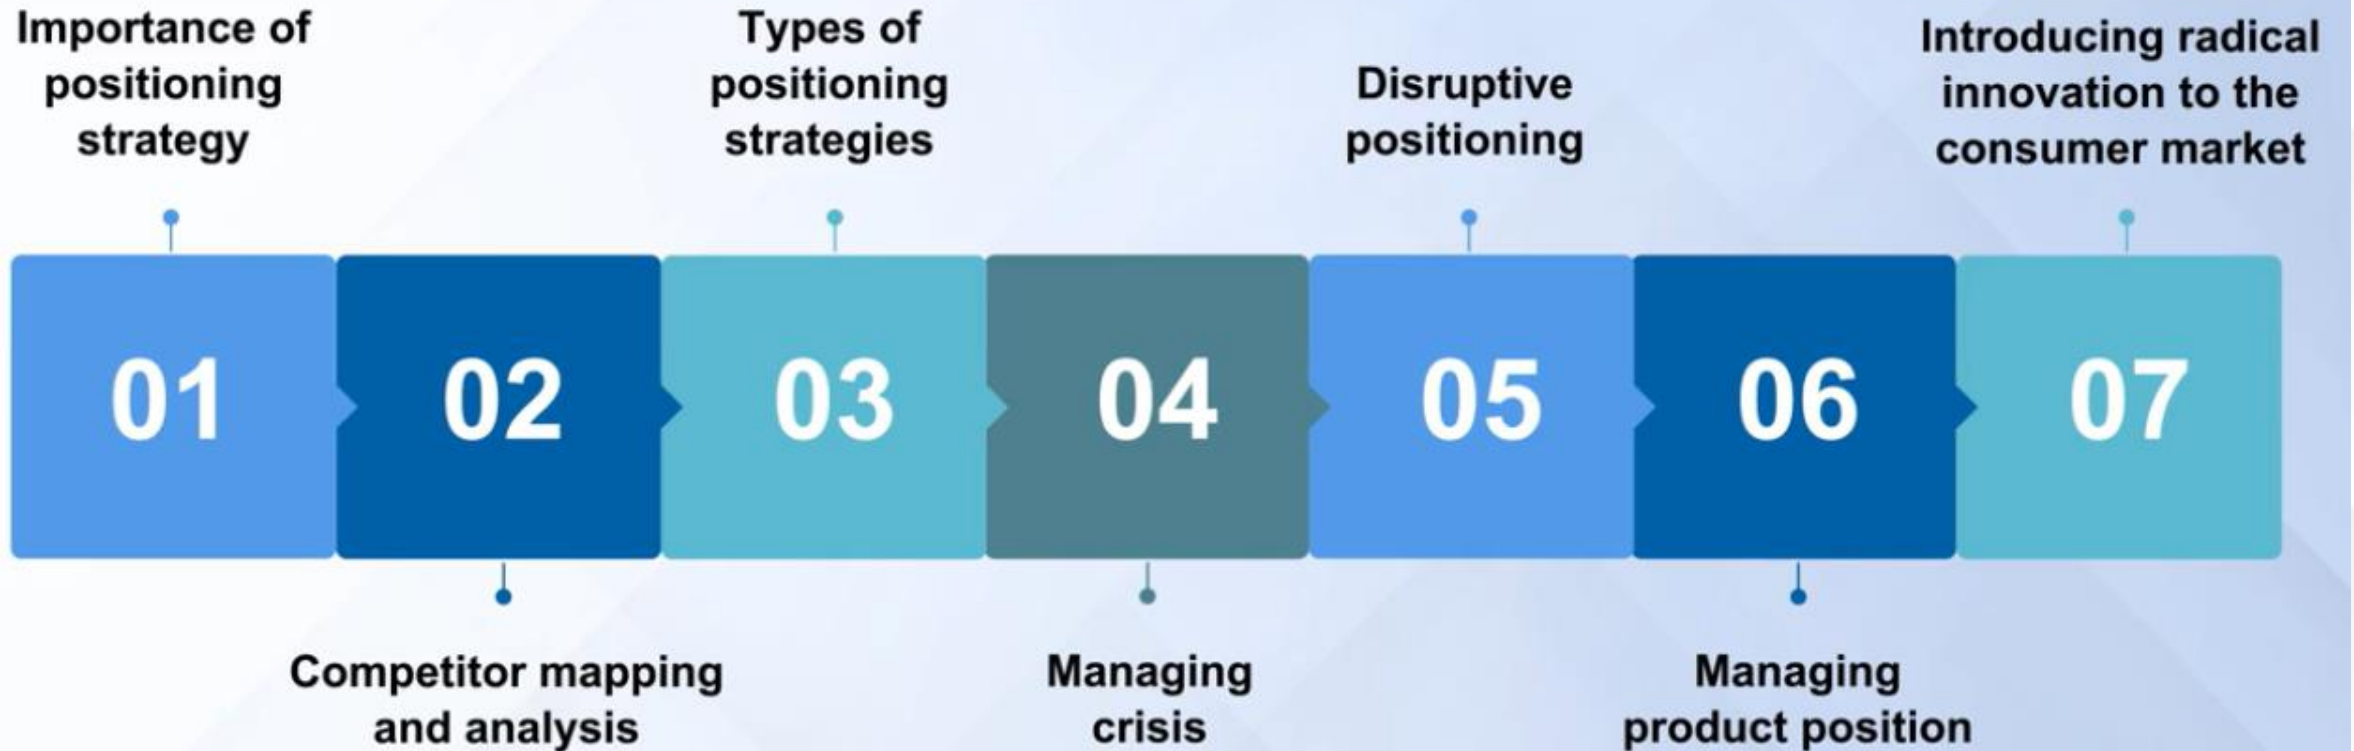 Importance of
positioning
strategy
Types of
positioning
strategies
Disruptive
positioning
Introducing radical
innovation to the
consumer market
01
02
03
04
05
06
07
Competitor mapping
and analysis
Managing
crisis
Managing
product position